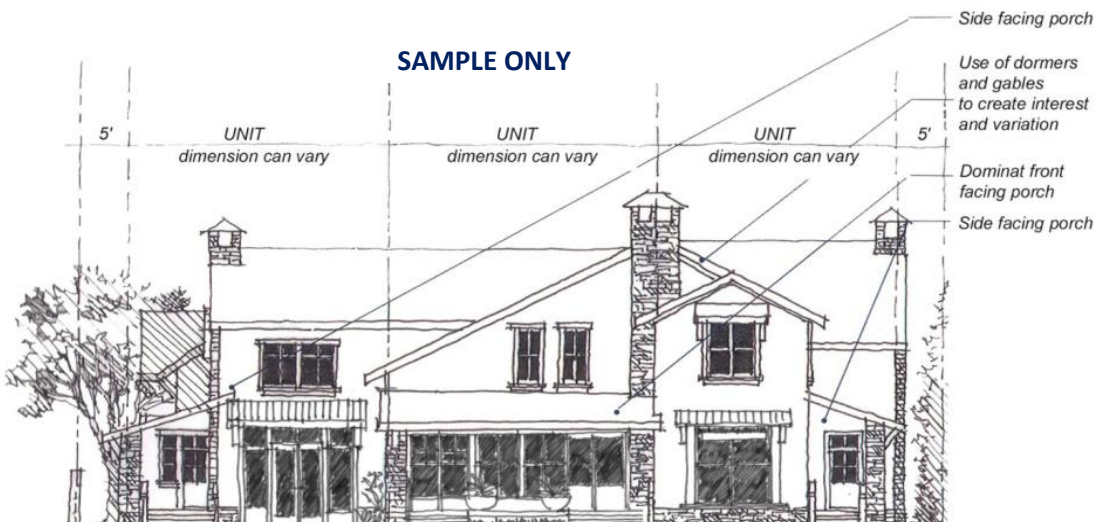 SAMPLE ONLY
Side facing porch
Use of dormers
and gables
to create interest
and variation
5'
UNIT
dimension can vary
UNIT
dimension can vary
UNIT
dimension can vary
5'
Dominat front
facing porch
Side facing porch